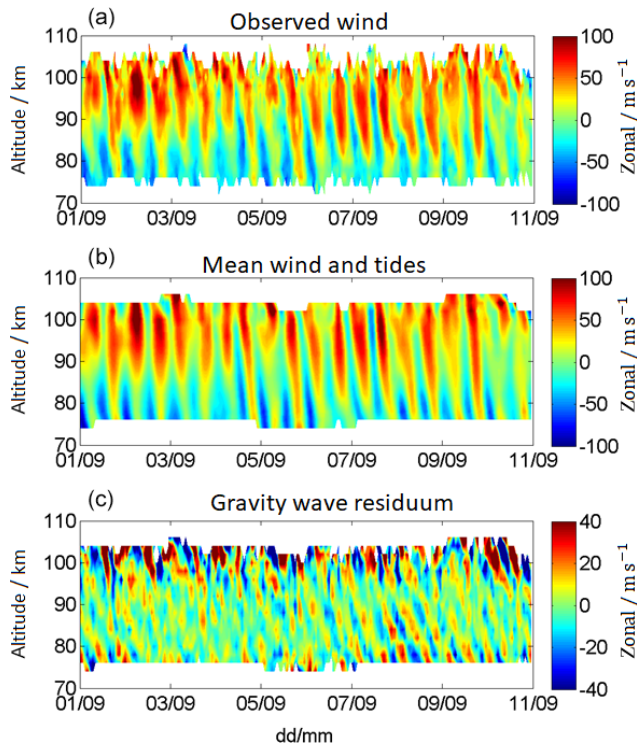 (a) Observed wind
110
100
90
80
70
Altitude / km
01/09 03/09 05/09 07/09 09/09 11/09
100
50
0
-50
-100
Zonal / m s⁻¹
(b) Mean wind and tides
110
100
90
80
70
Altitude / km
01/09 03/09 05/09 07/09 09/09 11/09
100
50
0
-50
-100
Zonal / m s⁻¹
(c) Gravity wave residuum
110
100
90
80
70
Altitude / km
01/09 03/09 05/09 07/09 09/09 11/09
40
20
0
-20
-40
Zonal / m s⁻¹
dd/mm